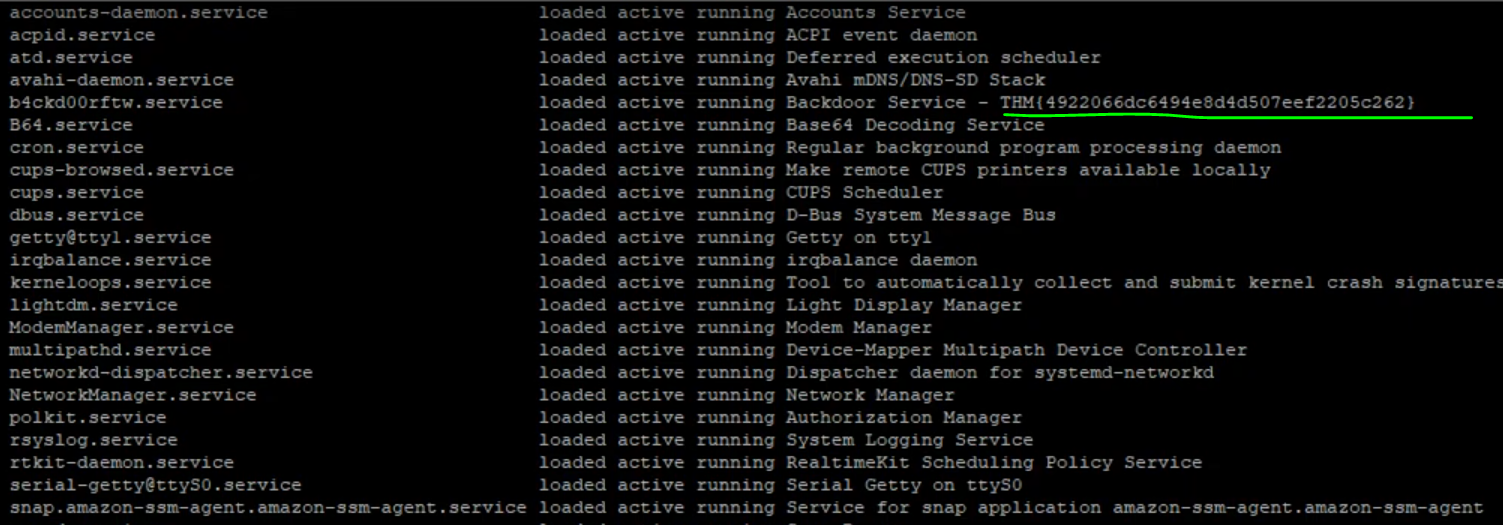 accounts-daemon.service loaded active running Accounts Service
acpid.service loaded active running ACPI event daemon
atd.service loaded active running Deferred execution scheduler
avahi-daemon.service loaded active running Avahi mDNS/DNS-SD Stack
b4ckd00rftw.service loaded active running Backdoor Service - THM{4922066dc6494e8d4d507eef2205c262}
B64.service loaded active running Base64 Decoding Service
cron.service loaded active running Regular background program processing daemon
cups-browsed.service loaded active running Make remote CUPS printers available locally
cups.service loaded active running CUPS Scheduler
dbus.service loaded active running D-Bus System Message Bus
getty@tty1.service loaded active running Getty on tty1
irqbalance.service loaded active running irqbalance daemon
kerneloops.service loaded active running Tool to automatically collect and submit kernel crash signatures
lightdm.service loaded active running Light Display Manager
ModemManager.service loaded active running Modem Manager
multipathd.service loaded active running Device-Mapper Multipath Device Controller
networkd-dispatcher.service loaded active running Dispatcher daemon for systemd-networkd
NetworkManager.service loaded active running Network Manager
polkit.service loaded active running Authorization Manager
rsyslog.service loaded active running System Logging Service
rtkit-daemon.service loaded active running RealtimeKit Scheduling Policy Service
serial-getty@ttyS0.service loaded active running Serial Getty on ttyS0
snap.amazon-ssm-agent.amazon-ssm-agent.service loaded active running Service for snap application amazon-ssm-agent.amazon-ssm-agent